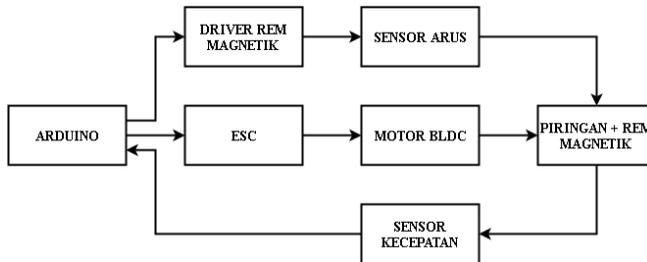 DRIVER REM
MAGNETIK
SENSOR ARUS
ARDUINO
ESC
MOTOR BLDC
PIRINGAN + REM
MAGNETIK
SENSOR
KECEPATAN